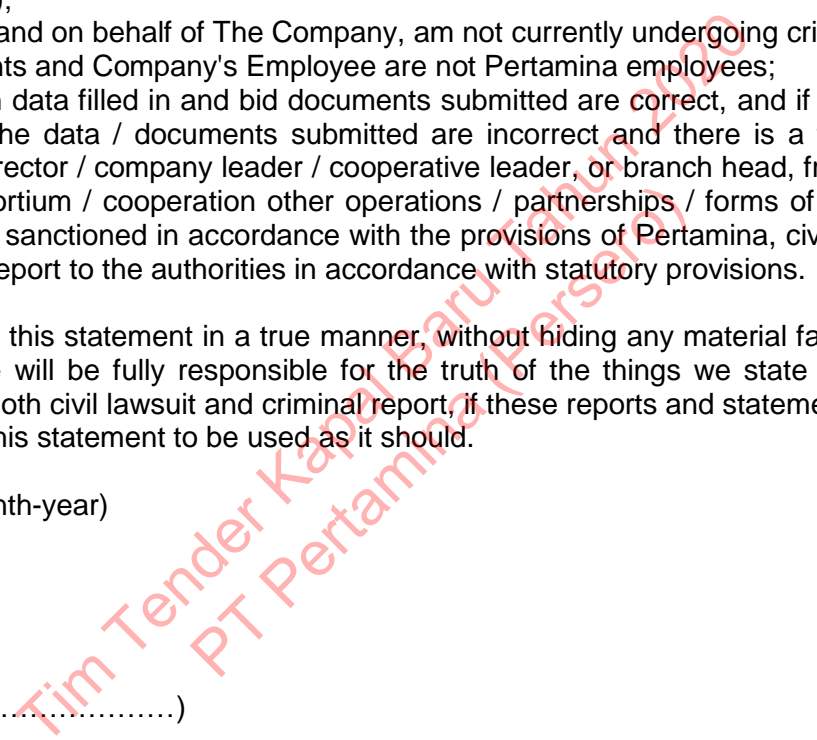 and on behalf of The Company, am not currently undergoing cri
nts and Company's Employee are not Pertamina employees;
data filled in and bid documents submitted are correct, and if
he data / documents submitted are incorrect and there is a
rector / company leader / cooperative leader, or branch head, fr
ortium / cooperation other operations / partnerships / forms of
sanctioned in accordance with the provisions of Pertamina, civ
eport to the authorities in accordance with statutory provisions.
this statement in a true manner, without hiding any material fa
will be fully responsible for the truth of the things we state
oth civil lawsuit and criminal report, if these reports and stateme
his statement to be used as it should.
nth-year)
………………)
Tim Tender Kapal Baru Tahun 2020
PT Pertamina (Persero)